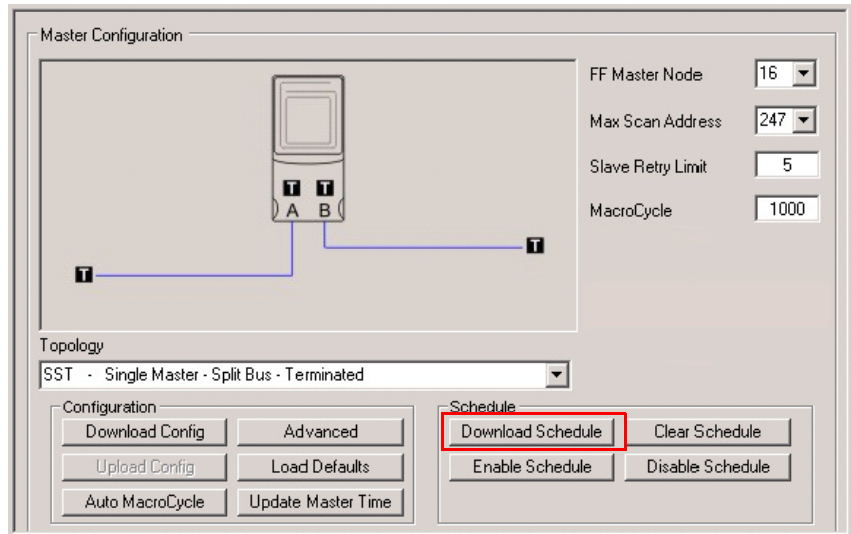 Master Configuration
FF Master Node 16
Max Scan Address 247
Slave Retry Limit 5
MacroCycle 1000
T T
A B
T
T
Topology
SST - Single Master - Split Bus - Terminated
Configuration
Download Config Advanced
Upload Config Load Defaults
Auto MacroCycle Update Master Time
Schedule
Download Schedule Clear Schedule
Enable Schedule Disable Schedule